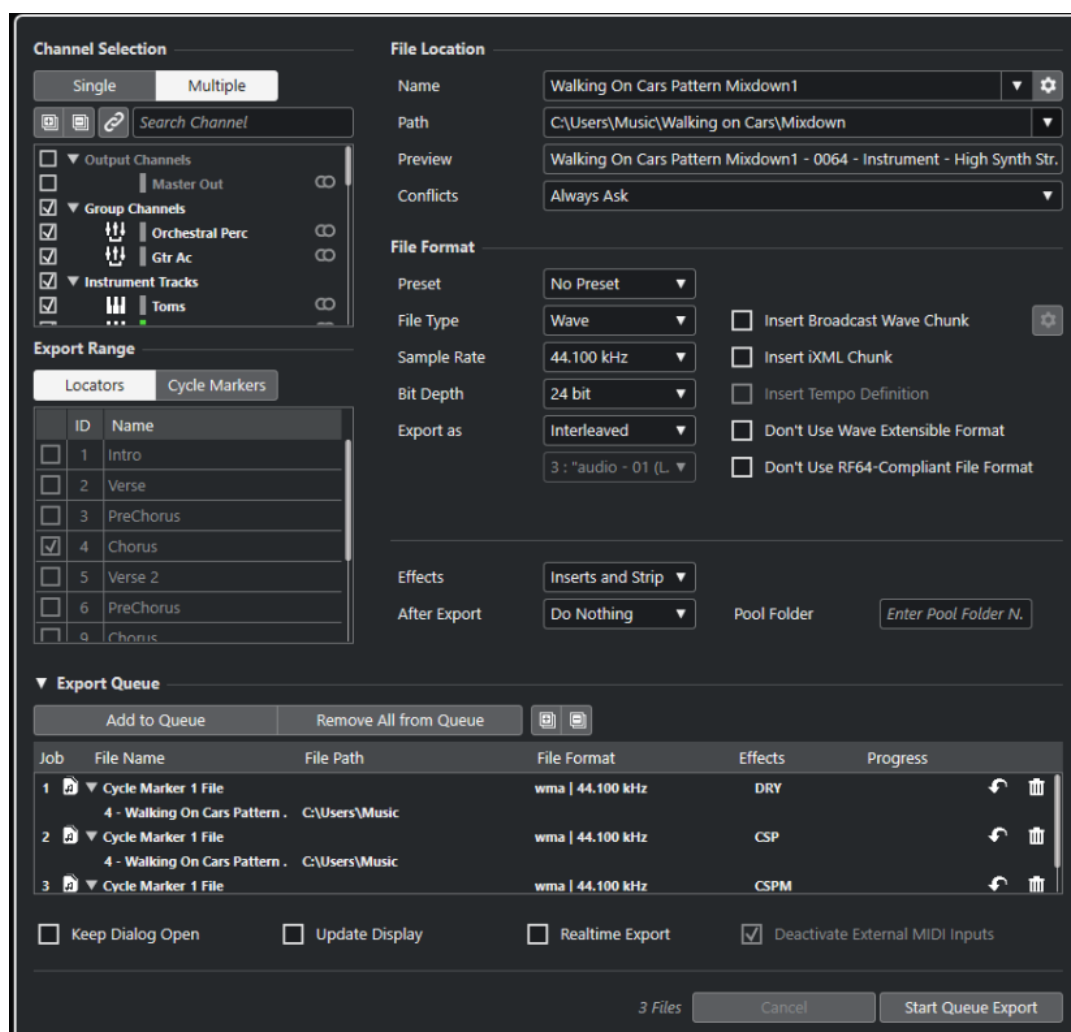 Channel Selection
Single Multiple
Search Channel
Output Channels
Master Out
Group Channels
Orchestral Perc
Gtr Ac
Instrument Tracks
Toms
Export Range
Locators Cycle Markers
ID Name
1 Intro
2 Verse
3 PreChorus
4 Chorus
5 Verse 2
6 PreChorus
9 Chorus
File Location
Name Walking On Cars Pattern Mixdown1
Path C:\Users\Music\Walking on Cars\Mixdown
Preview Walking On Cars Pattern Mixdown1 - 0064 - Instrument - High Synth Str.
Conflicts Always Ask
File Format
Preset No Preset
File Type Wave Insert Broadcast Wave Chunk
Sample Rate 44.100 kHz Insert iXML Chunk
Bit Depth 24 bit Insert Tempo Definition
Export as Interleaved Don't Use Wave Extensible Format
3 : "audio - 01 (L. Don't Use RF64-Compliant File Format
Effects Inserts and Strip
After Export Do Nothing Pool Folder Enter Pool Folder N.
Export Queue
Add to Queue Remove All from Queue
Job File Name File Path File Format Effects Progress
1 Cycle Marker 1 File wma | 44.100 kHz DRY
4 - Walking On Cars Pattern . C:\Users\Music
2 Cycle Marker 1 File wma | 44.100 kHz CSP
4 - Walking On Cars Pattern . C:\Users\Music
3 Cycle Marker 1 File wma | 44.100 kHz CSPM
Keep Dialog Open Update Display Realtime Export Deactivate External MIDI Inputs
3 Files Cancel Start Queue Export